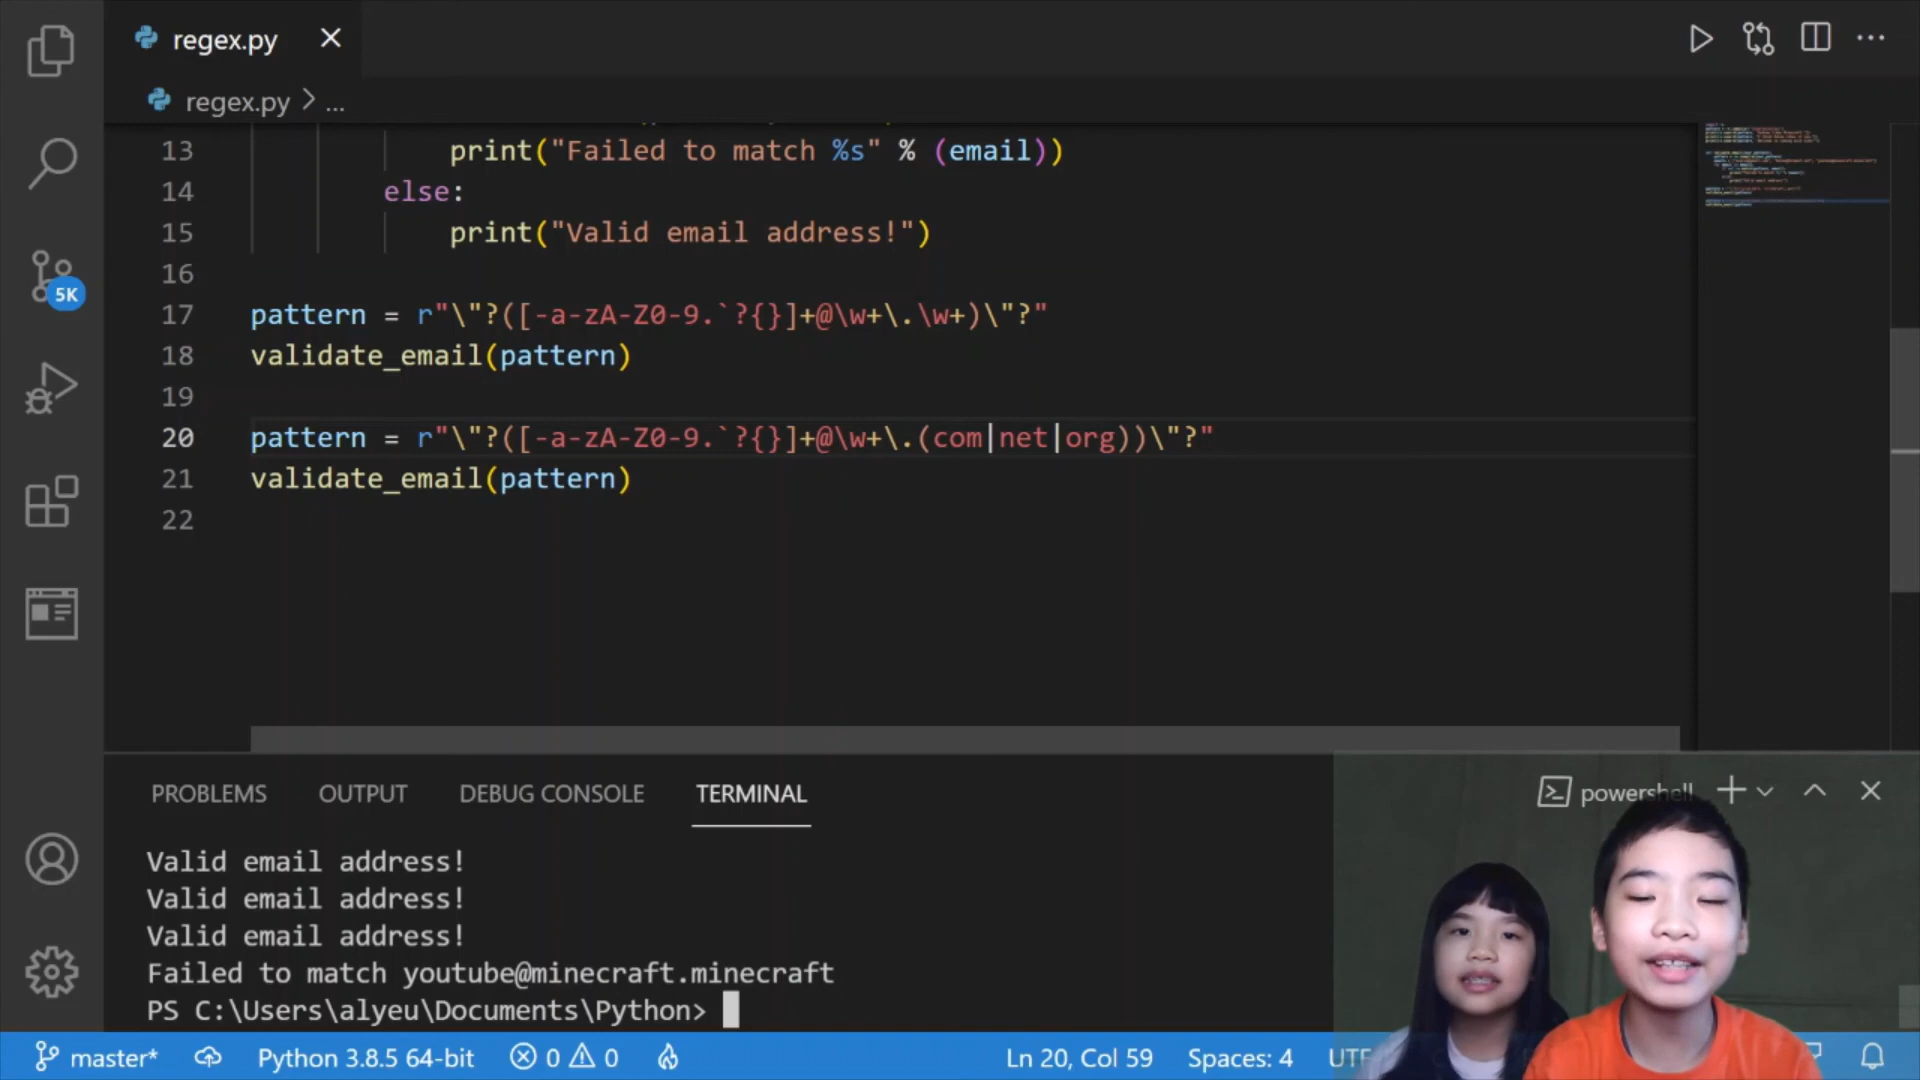 regex.py
regex.py > ...
13 print("Failed to match %s" % (email))
14 else:
15 print("Valid email address!")
16
17 pattern = r"\"?([-a-zA-Z0-9.`?{}]+@\w+\.\w+)\"?"
18 validate_email(pattern)
19
20 pattern = r"\"?([-a-zA-Z0-9.`?{}]+@\w+\.(com|net|org))\"?"
21 validate_email(pattern)
22
5K
PROBLEMS OUTPUT DEBUG CONSOLE TERMINAL powershell
Valid email address!
Valid email address!
Valid email address!
Failed to match youtube@minecraft.minecraft
PS C:\Users\alyeu\Documents\Python>
master* Python 3.8.5 64-bit 0 0 Ln 20, Col 59 Spaces: 4